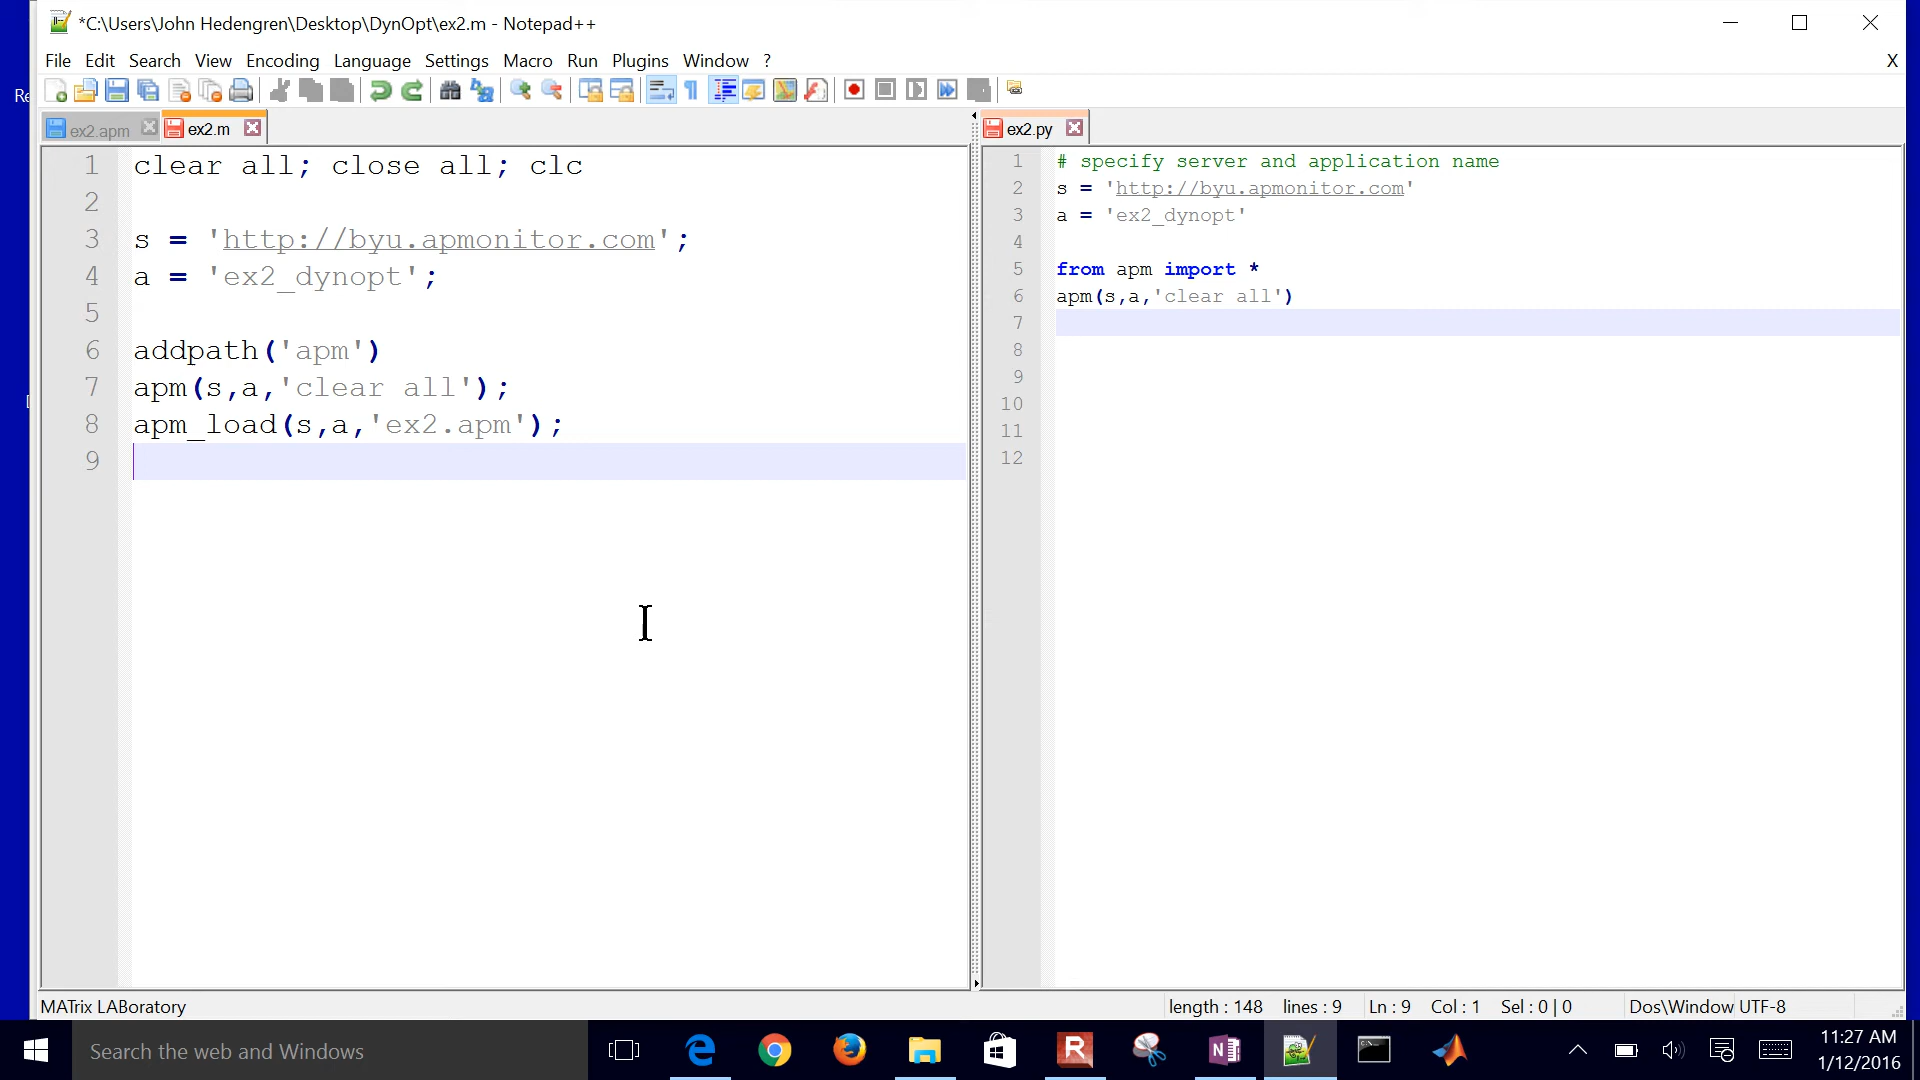 *C:\Users\John Hedengren\Desktop\DynOpt\ex2.m - Notepad++
File Edit Search View Encoding Language Settings Macro Run Plugins Window ? X
ex2.apm ex2.m
1 clear all; close all; clc
2
3 s = 'http://byu.apmonitor.com';
4 a = 'ex2_dynopt';
5
6 addpath('apm')
7 apm(s,a,'clear all');
8 apm_load(s,a,'ex2.apm');
9
ex2.py
1 # specify server and application name
2 s = 'http://byu.apmonitor.com'
3 a = 'ex2_dynopt'
4
5 from apm import *
6 apm(s,a,'clear all')
7
8
9
10
11
12
MATrix LABoratory length : 148 lines : 9 Ln : 9 Col : 1 Sel : 0 | 0 Dos\Window UTF-8
Search the web and Windows
11:27 AM
1/12/2016